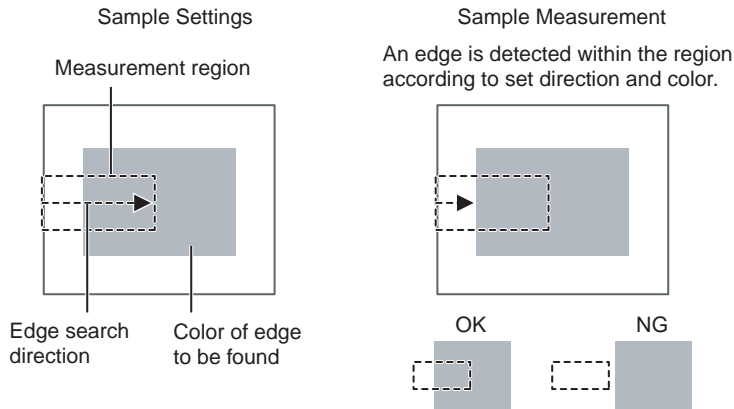 Sample Settings
Measurement region
Edge search
direction
Color of edge
to be found
Sample Measurement
An edge is detected within the region
according to set direction and color.
OK
NG